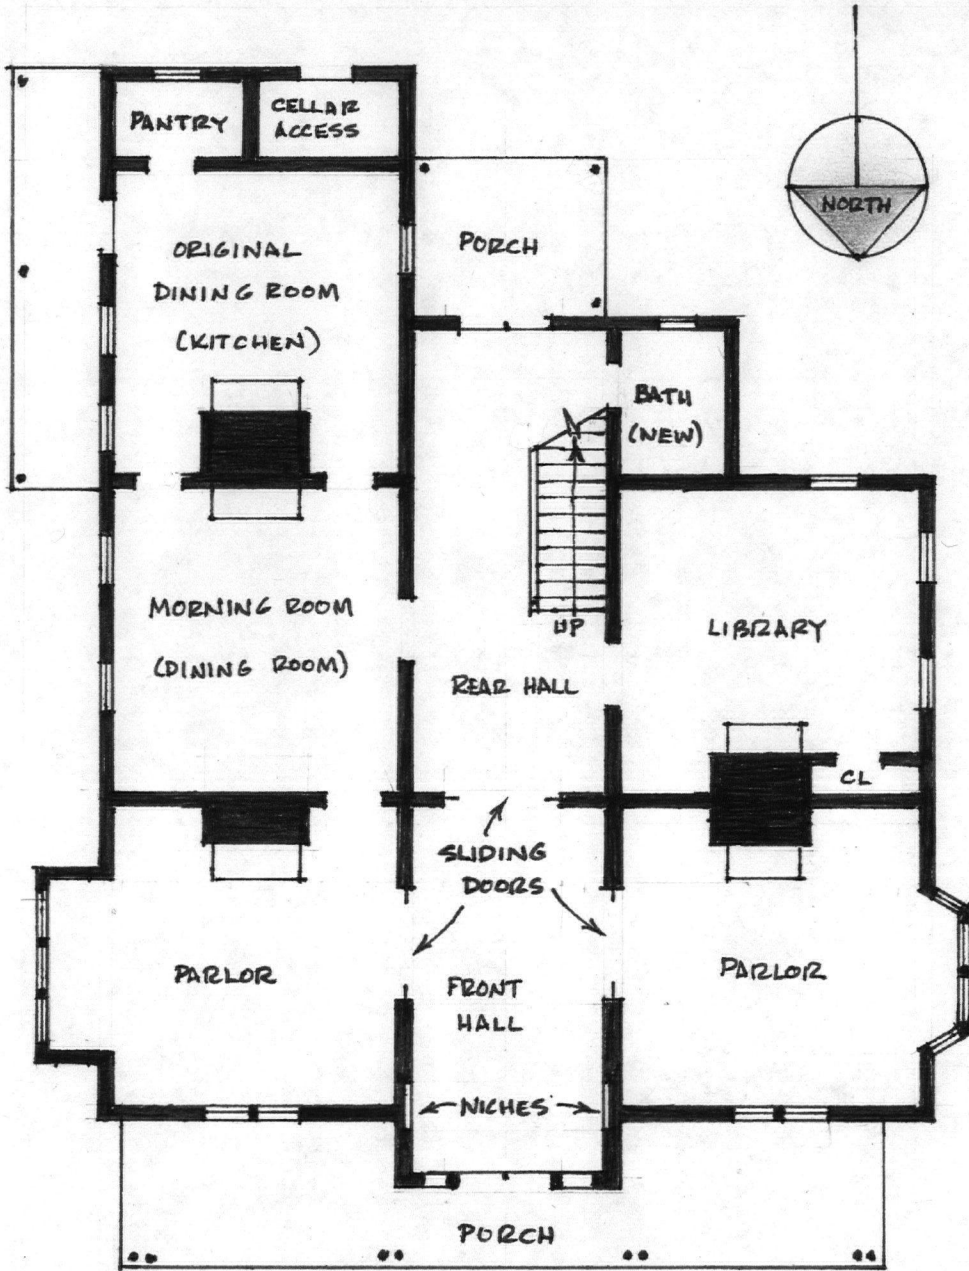 PANTRY
CELLAR
ACCESS
NORTH
PORCH
ORIGINAL
DINING ROOM
(KITCHEN)
BATH
(NEW)
UP
MORNING ROOM
(DINING ROOM)
LIBRARY
REAR HALL
CL
SLIDING
DOORS
PARLOR
FRONT
HALL
PARLOR
NICHES
PORCH